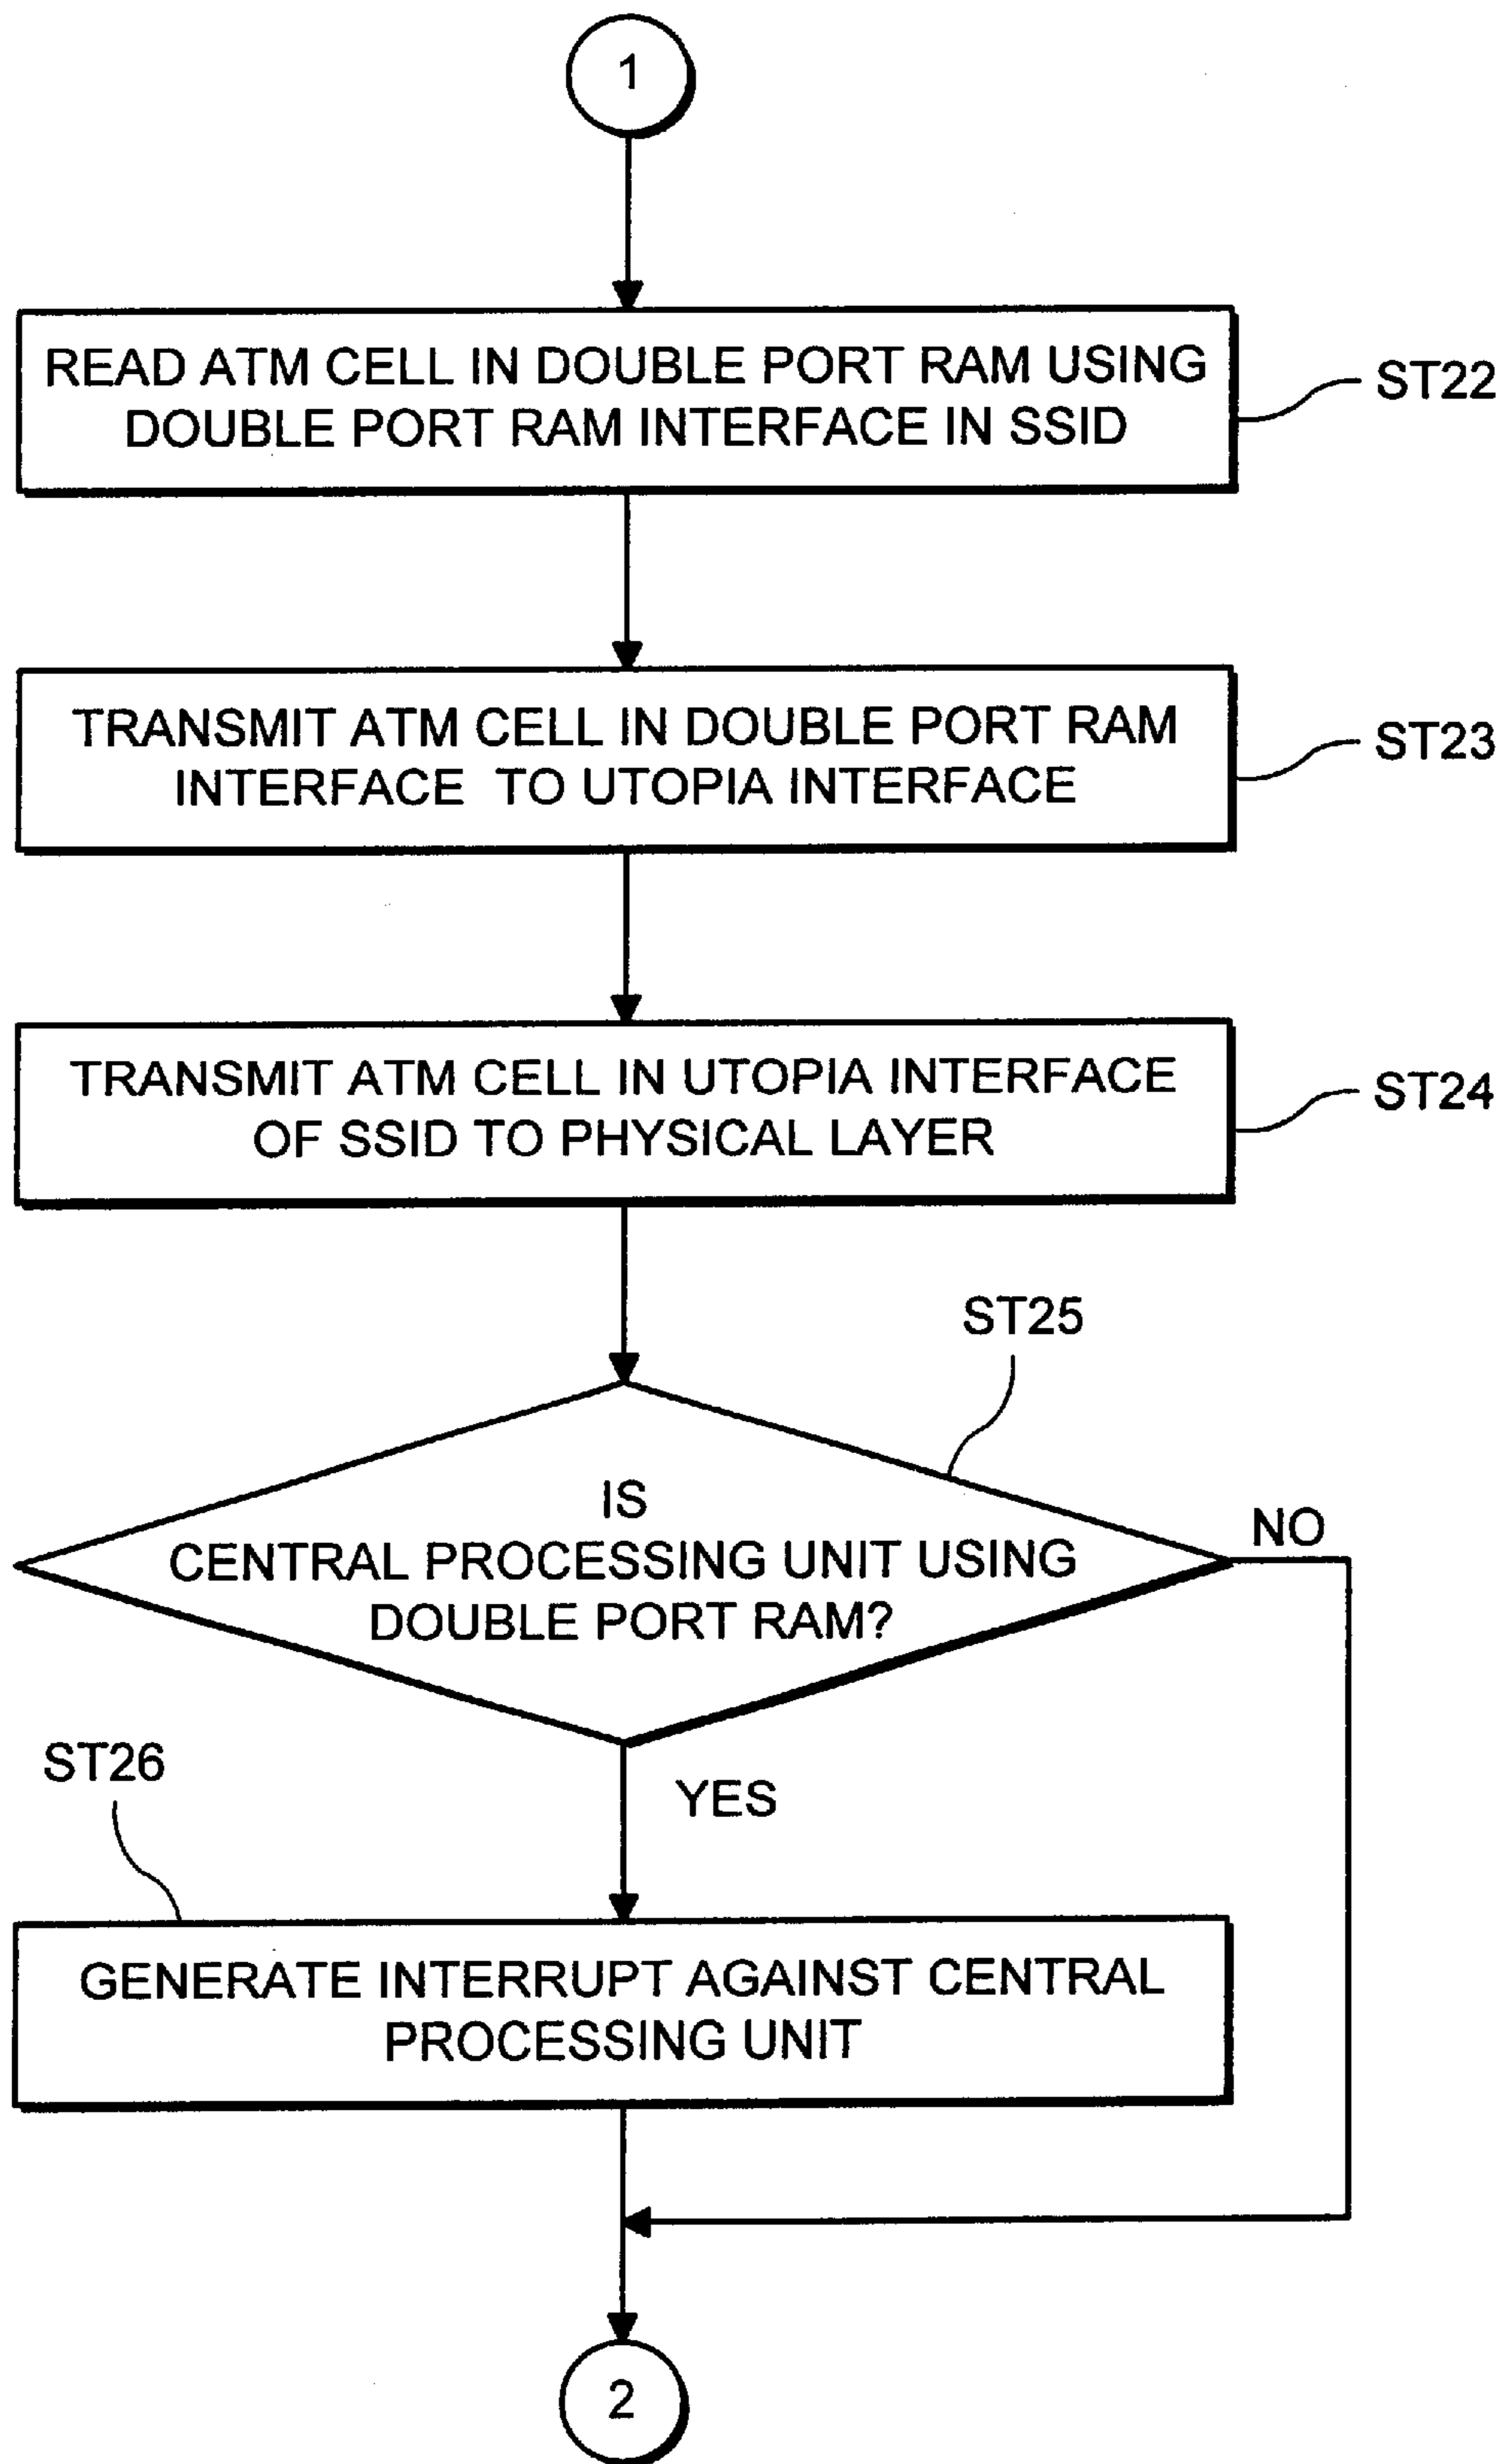 1
READ ATM CELL IN DOUBLE PORT RAM USING
DOUBLE PORT RAM INTERFACE IN SSID
ST22
TRANSMIT ATM CELL IN DOUBLE PORT RAM
INTERFACE TO UTOPIA INTERFACE
ST23
TRANSMIT ATM CELL IN UTOPIA INTERFACE
OF SSID TO PHYSICAL LAYER
ST24
ST25
IS
CENTRAL PROCESSING UNIT USING
DOUBLE PORT RAM?
NO
YES
ST26
GENERATE INTERRUPT AGAINST CENTRAL
PROCESSING UNIT
2